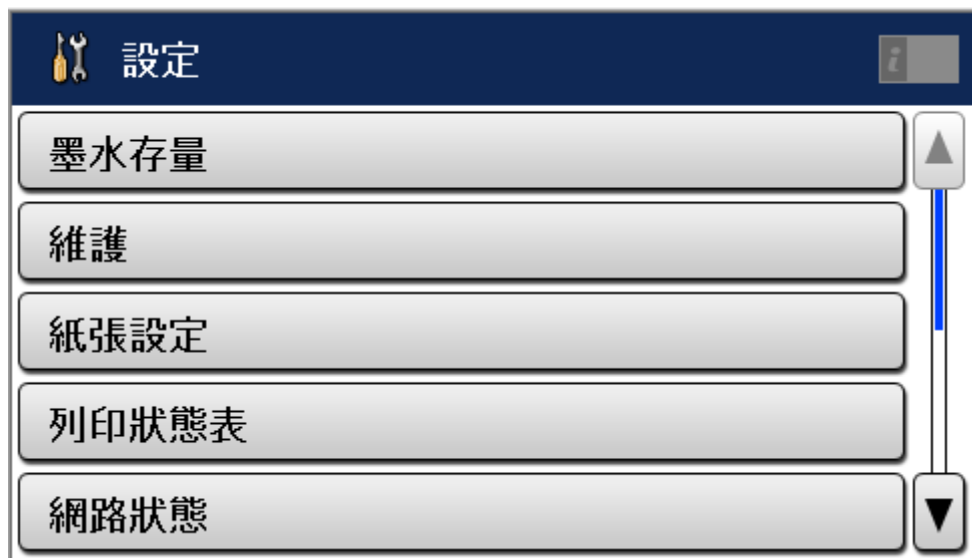 設定
i
墨水存量
維護
紙張設定
列印狀態表
網路狀態